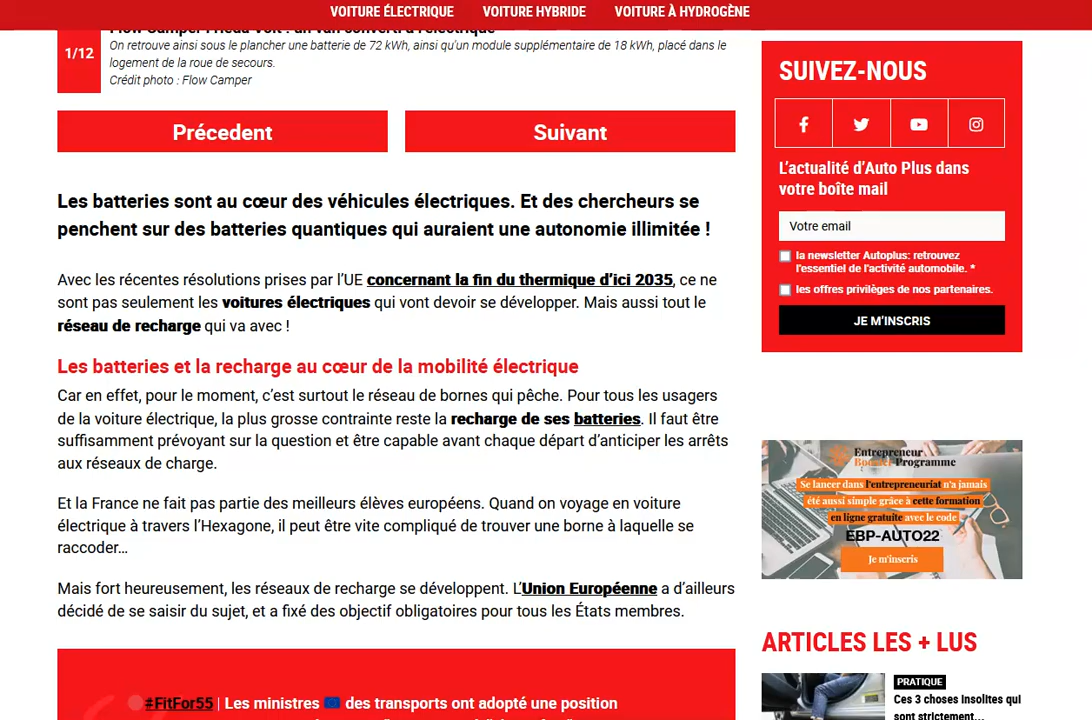 VOITURE ÉLECTRIQUE VOITURE HYBRIDE VOITURE À HYDROGÈNE
1/12
On retrouve ainsi sous le plancher une batterie de 72 kWh, ainsi qu'un module supplémentaire de 18 kWh, placé dans le
logement de la roue de secours.
Crédit photo : Flow Camper
Précedent
Suivant
Les batteries sont au cœur des véhicules électriques. Et des chercheurs se
penchent sur des batteries quantiques qui auraient une autonomie illimitée !
Avec les récentes résolutions prises par l’UE concernant la fin du thermique d’ici 2035, ce ne
sont pas seulement les voitures électriques qui vont devoir se développer. Mais aussi tout le
réseau de recharge qui va avec !
Les batteries et la recharge au cœur de la mobilité électrique
Car en effet, pour le moment, c’est surtout le réseau de bornes qui pêche. Pour tous les usagers
de la voiture électrique, la plus grosse contrainte reste la recharge de ses batteries. Il faut être
suffisamment prévoyant sur la question et être capable avant chaque départ d’anticiper les arrêts
aux réseaux de charge.
Et la France ne fait pas partie des meilleurs élèves européens. Quand on voyage en voiture
électrique à travers l’Hexagone, il peut être vite compliqué de trouver une borne à laquelle se
raccoder…
Mais fort heureusement, les réseaux de recharge se développent. L’Union Européenne a d’ailleurs
décidé de se saisir du sujet, et a fixé des objectif obligatoires pour tous les États membres.
#FitFor55 | Les ministres 🇪🇺 des transports ont adopté une position
SUIVEZ-NOUS
L’actualité d’Auto Plus dans
votre boîte mail
Votre email
la newsletter Autoplus: retrouvez
l'essentiel de l'activité automobile. *
les offres privilèges de nos partenaires.
JE M'INSCRIS
Entrepreneur
Booster Programme
Se lancer dans l'entrepreneuriat n'a jamais
été aussi simple grâce à cette formation
en ligne gratuite avec le code
EBP-AUTO22
Je m'inscris
ARTICLES LES + LUS
PRATIQUE
Ces 3 choses insolites qui
sont strictement…